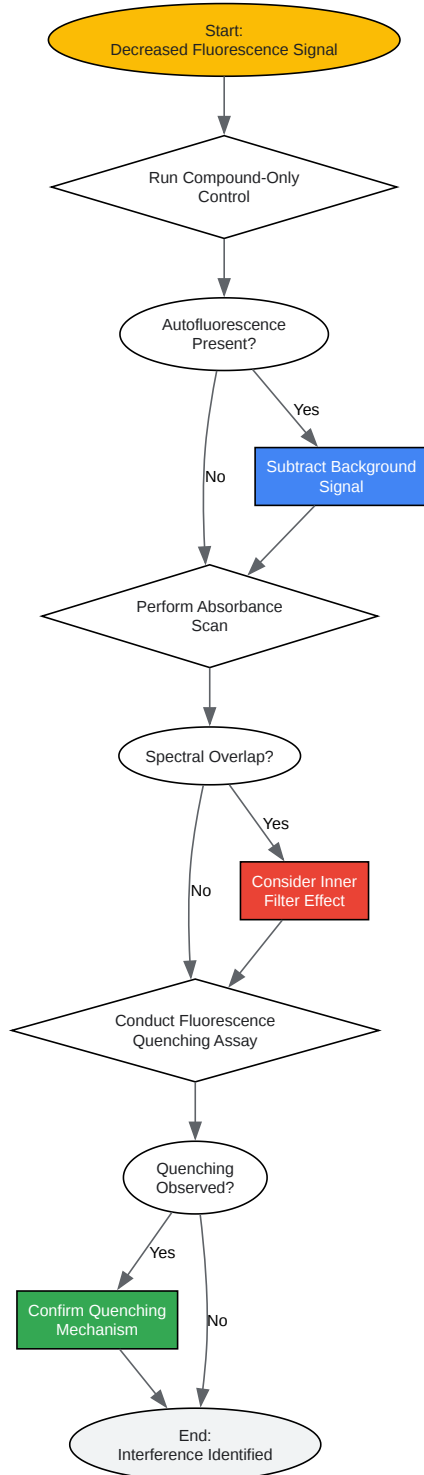 Start:
Decreased Fluorescence Signal
Run Compound-Only
Control
Autofluorescence
Present?
Yes
Subtract Background
Signal
No
Perform Absorbance
Scan
Spectral Overlap?
Yes
Consider Inner
Filter Effect
No
Conduct Fluorescence
Quenching Assay
Quenching
Observed?
Yes
Confirm Quenching
Mechanism
No
End:
Interference Identified